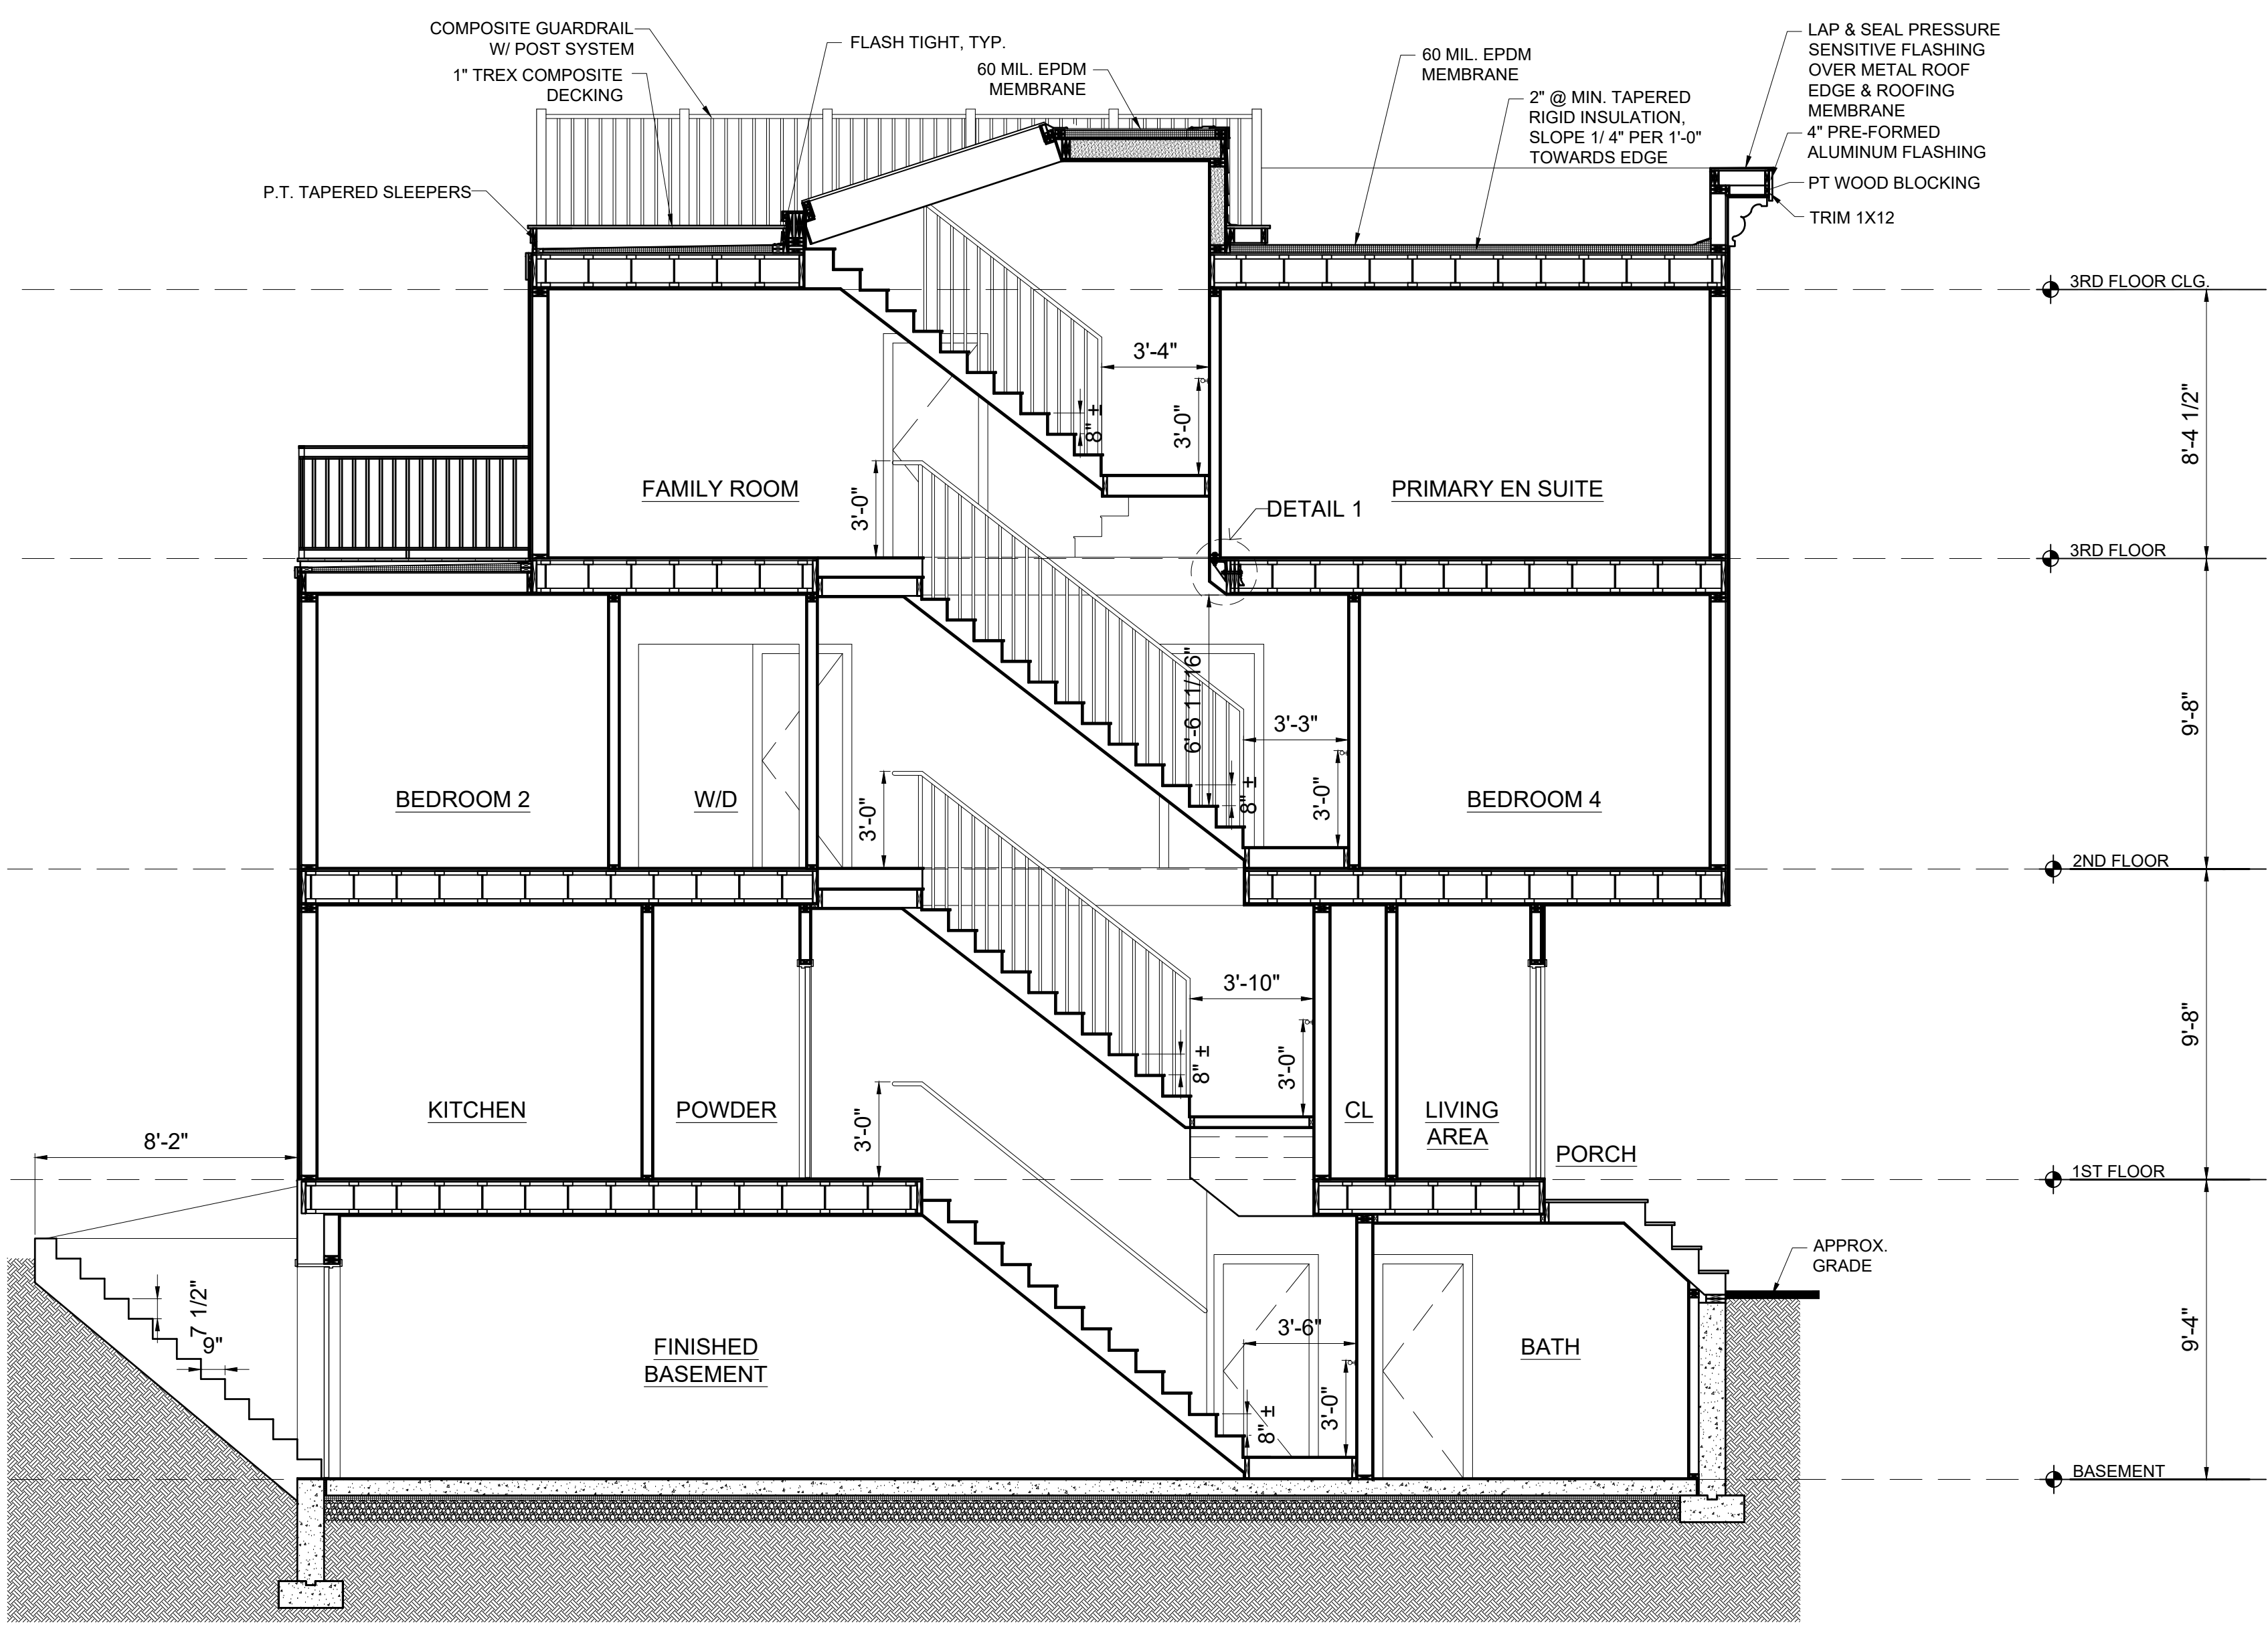 COMPOSITE GUARDRAIL
W/ POST SYSTEM
1" TREX COMPOSITE
DECKING
FLASH TIGHT, TYP.
60 MIL. EPDM
MEMBRANE
60 MIL. EPDM
MEMBRANE
2" @ MIN. TAPERED
RIGID INSULATION,
SLOPE 1/ 4" PER 1'-0"
TOWARDS EDGE
LAP & SEAL PRESSURE
SENSITIVE FLASHING
OVER METAL ROOF
EDGE & ROOFING
MEMBRANE
4" PRE-FORMED
ALUMINUM FLASHING
PT WOOD BLOCKING
TRIM 1X12
P.T. TAPERED SLEEPERS
3RD FLOOR CLG.
3'-4"
8" ±
3'-0"
8'-4 1/2"
FAMILY ROOM
3'-0"
DETAIL 1
PRIMARY EN SUITE
3RD FLOOR
6'-6 11/16"
3'-3"
9'-8"
BEDROOM 2
W/D
3'-0"
8" ±
3'-0"
BEDROOM 4
2ND FLOOR
3'-10"
9'-8"
8" ±
3'-0"
KITCHEN
POWDER
3'-0"
CL
LIVING
AREA
PORCH
8'-2"
1ST FLOOR
APPROX.
GRADE
7 1/2"
9"
FINISHED
BASEMENT
3'-6"
8" ±
3'-0"
BATH
9'-4"
BASEMENT